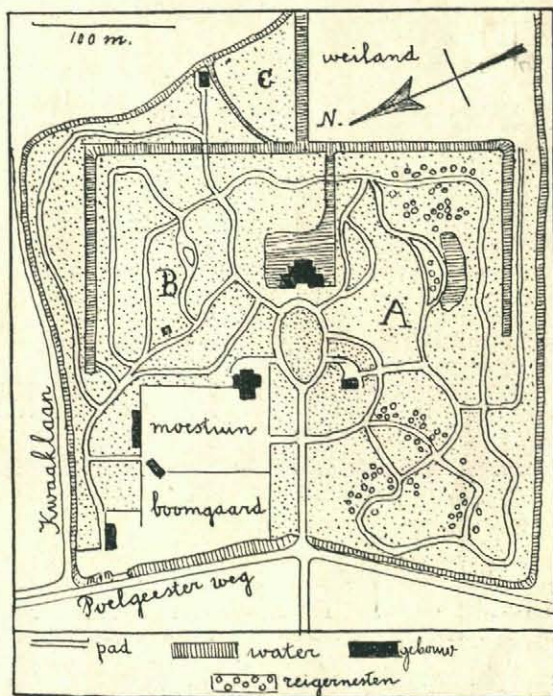 100 m.
weiland
C
N.
B
A
moestuin
boomgaard
Kwaaklaan
Poelgeester weg
pad
water
gebouw
reigernesten